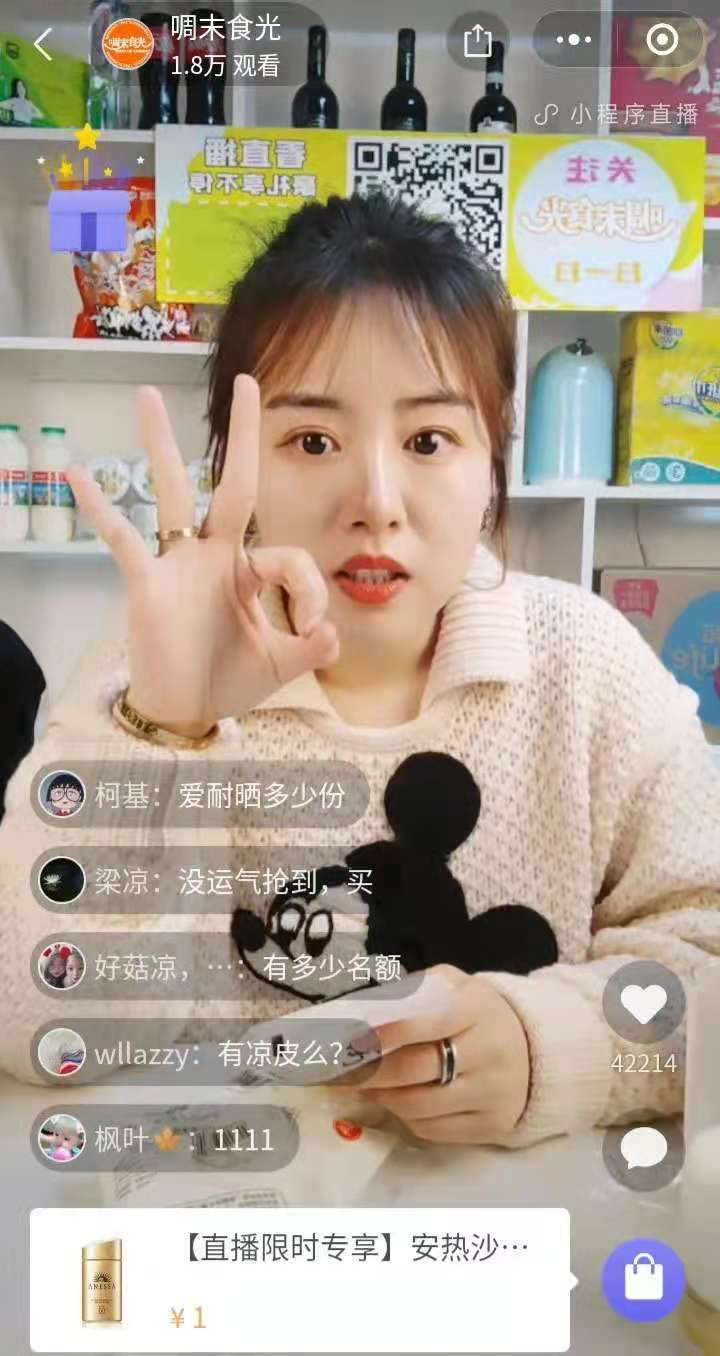 啁末食光
1.8万 观看
小程序直播
看直播
豪礼享不停
关注
啁末食光
日一日
柯基：爱耐晒多少份
梁凉：没运气抢到，买
好菇凉，…：有多少名额
wllazzy：有凉皮么？
枫叶🍁：1111
42214
【直播限时专享】安热沙…
ANESSA
¥1